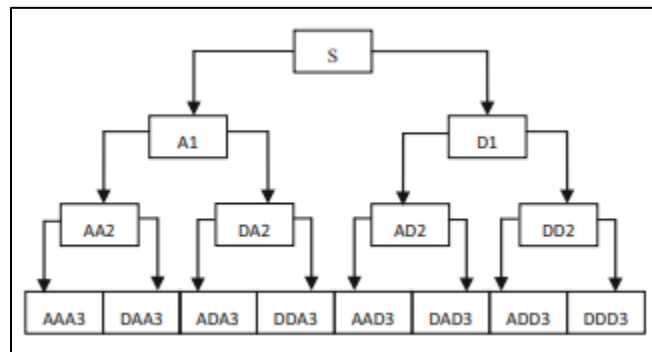 S
A1 D1
AA2 DA2 AD2 DD2
AAA3 DAA3 ADA3 DDA3 AAD3 DAD3 ADD3 DDD3